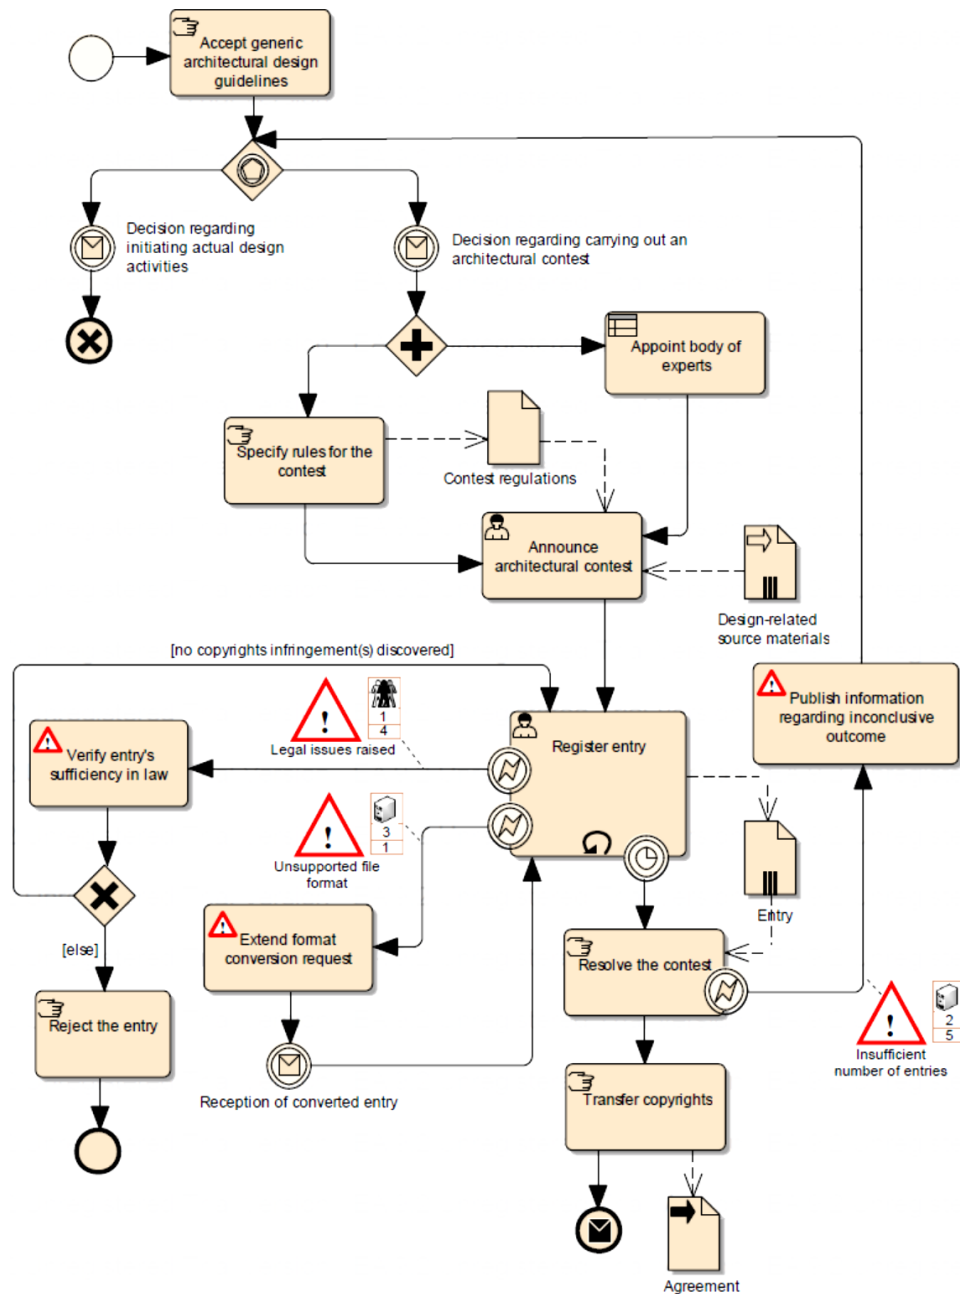 Accept generic
architectural design
guidelines
Decision regarding
initiating actual design
activities
Decision regarding carrying out an
architectural contest
Appoint body of
experts
Specify rules for the
contest
Contest regulations
Announce
architectural contest
Design-related
source materials
[no copyrights infringement(s) discovered]
Publish information
regarding inconclusive
outcome
!
1
4
Legal issues raised
Register entry
Verify entry's
sufficiency in law
!
3
1
Unsupported file
format
Entry
[else]
Extend format
conversion request
Resolve the contest
!
2
5
Insufficient
number of entries
Reject the entry
Reception of converted entry
Transfer copyrights
Agreement